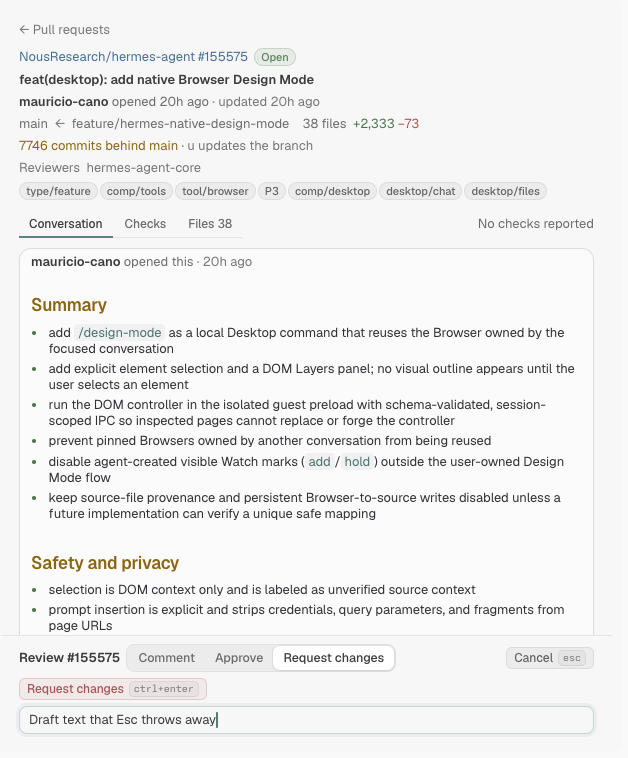 ← Pull requests
NousResearch/hermes-agent #155575 Open
feat(desktop): add native Browser Design Mode
mauricio-cano opened 20h ago · updated 20h ago
main ← feature/hermes-native-design-mode 38 files +2,333 −73
7746 commits behind main · u updates the branch
Reviewers hermes-agent-core
type/feature comp/tools tool/browser P3 comp/desktop desktop/chat desktop/files
Conversation Checks Files 38 No checks reported
mauricio-cano opened this · 20h ago
Summary
• add /design-mode as a local Desktop command that reuses the Browser owned by the
focused conversation
• add explicit element selection and a DOM Layers panel; no visual outline appears until the
user selects an element
• run the DOM controller in the isolated guest preload with schema-validated, session-
scoped IPC so inspected pages cannot replace or forge the controller
• prevent pinned Browsers owned by another conversation from being reused
• disable agent-created visible Watch marks ( add / hold ) outside the user-owned Design
Mode flow
• keep source-file provenance and persistent Browser-to-source writes disabled unless a
future implementation can verify a unique safe mapping
Safety and privacy
• selection is DOM context only and is labeled as unverified source context
• prompt insertion is explicit and strips credentials, query parameters, and fragments from
page URLs
Review #155575 Comment Approve Request changes Cancel esc
Request changes ctrl+enter
Draft text that Esc throws away